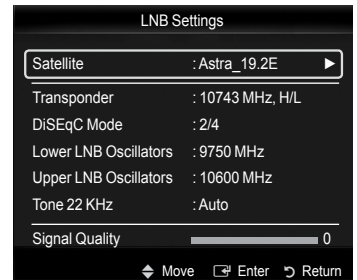 LNB Settings
Satellite : Astra_19.2E ►
Transponder : 10743 MHz, H/L
DiSEqC Mode : 2/4
Lower LNB Oscillators : 9750 MHz
Upper LNB Oscillators : 10600 MHz
Tone 22 KHz : Auto
Signal Quality 0
Move Enter Return